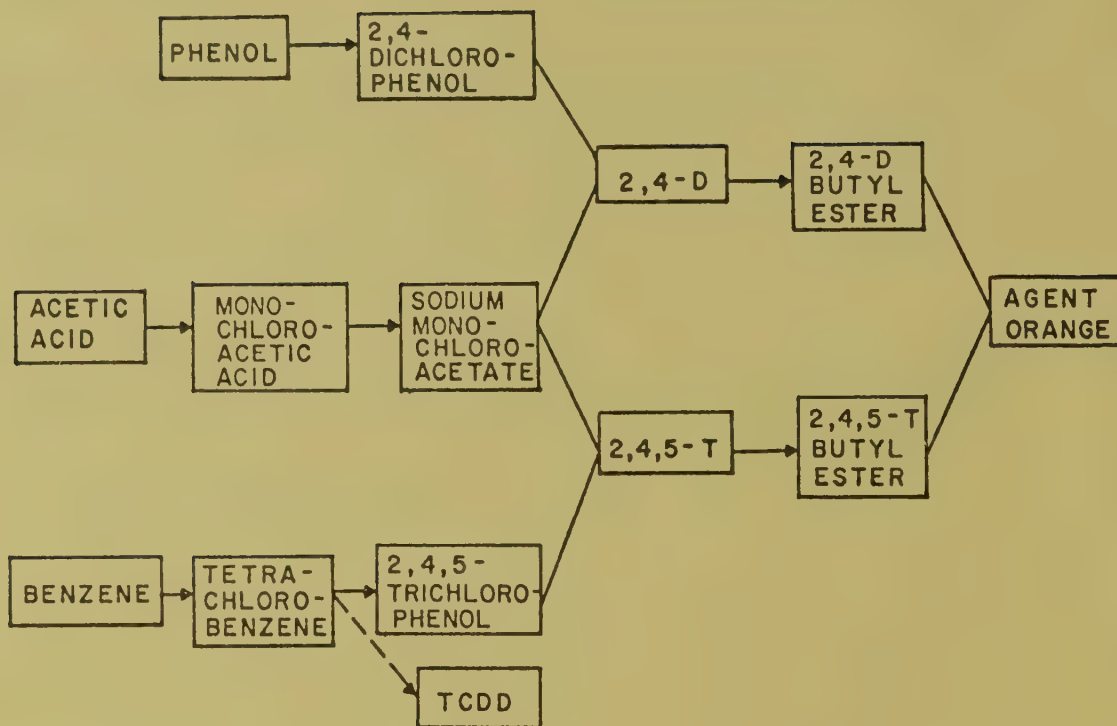 PHENOL
2,4-
DICHLORO-
PHENOL
2,4-D
2,4-D
BUTYL
ESTER
ACETIC
ACID
MONO-
CHLORO-
ACETIC
ACID
SODIUM
MONO-
CHLORO-
ACETATE
AGENT
ORANGE
2,4,5-T
2,4,5-T
BUTYL
ESTER
BENZENE
TETRA-
CHLORO-
BENZENE
2,4,5-
TRICHLORO-
PHENOL
TCDD